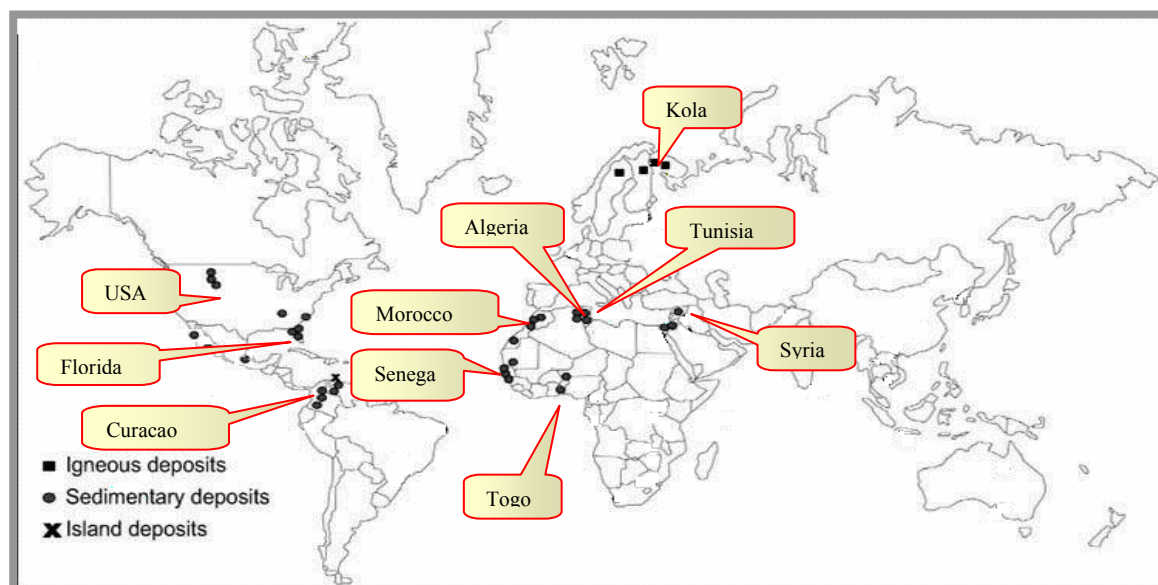 Kola
Algeria
Tunisia
USA
Morocco
Syria
Florida
Senega
Curacao
Togo
Igneous deposits
Sedimentary deposits
Island deposits